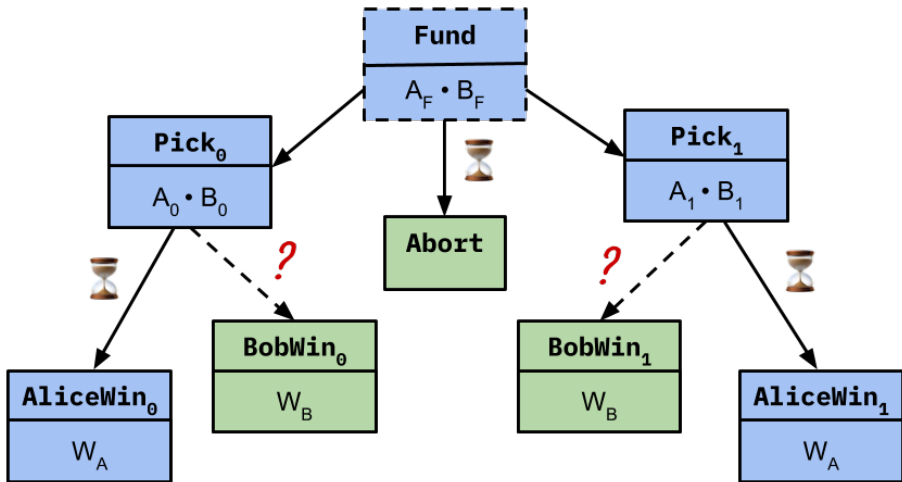 Fund
A_F • B_F
Pick_0
A_0 • B_0
Pick_1
A_1 • B_1
Abort
?
?
BobWin_0
W_B
BobWin_1
W_B
AliceWin_0
W_A
AliceWin_1
W_A